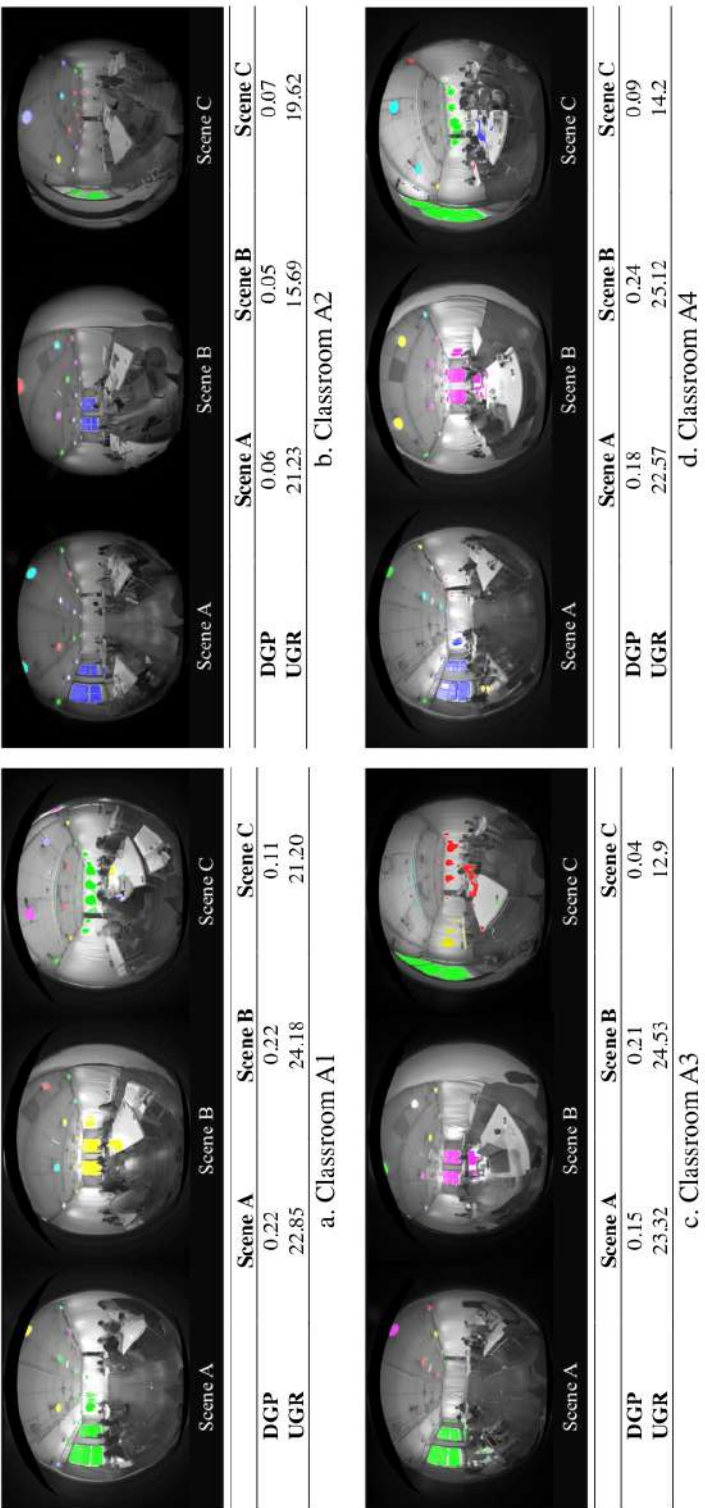 Scene A Scene B Scene C
Scene A Scene B Scene C
DGP 0.22 0.22 0.11
UGR 22.85 24.18 21.20
a. Classroom A1
Scene A Scene B Scene C
Scene A Scene B Scene C
DGP 0.06 0.05 0.07
UGR 21.23 15.69 19.62
b. Classroom A2
Scene A Scene B Scene C
Scene A Scene B Scene C
DGP 0.15 0.21 0.04
UGR 23.32 24.53 12.9
c. Classroom A3
Scene A Scene B Scene C
Scene A Scene B Scene C
DGP 0.18 0.24 0.09
UGR 22.57 25.12 14.2
d. Classroom A4